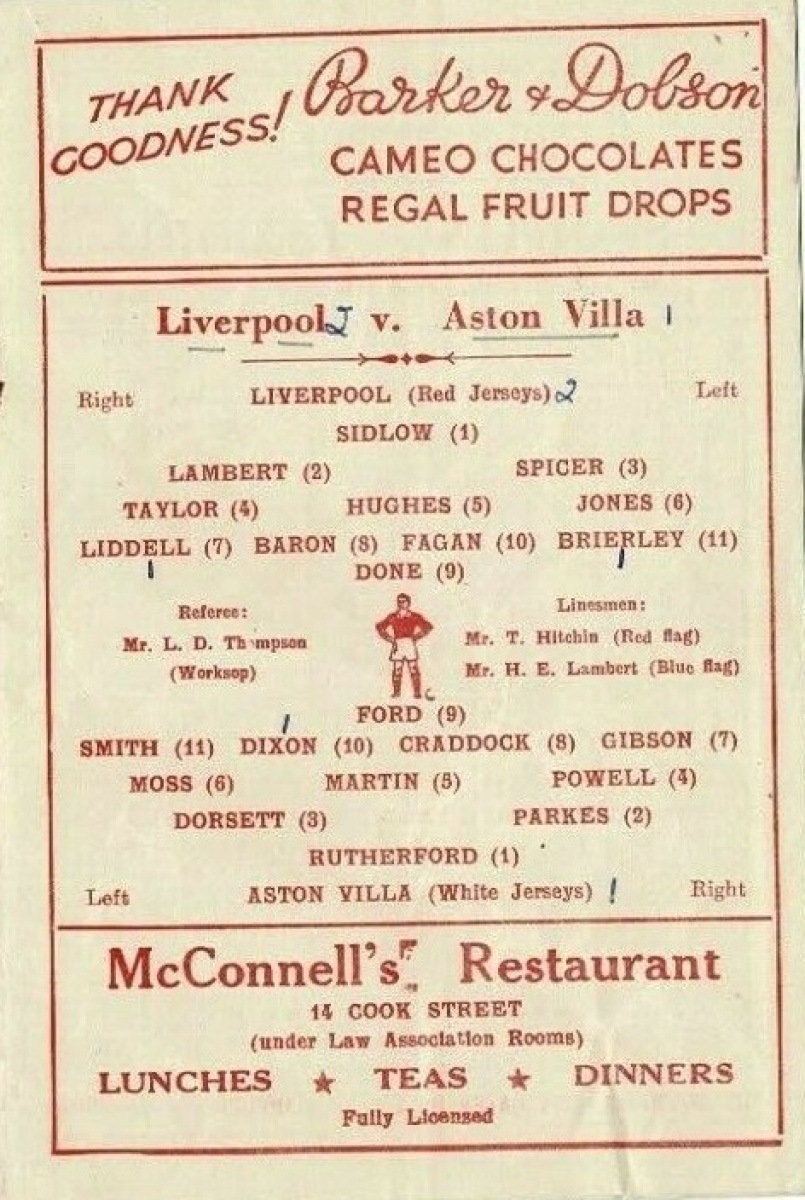 THANK GOODNESS! Barker & Dobson
CAMEO CHOCOLATES
REGAL FRUIT DROPS
Liverpool 2 v. Aston Villa 1
Right LIVERPOOL (Red Jerseys) 2 Left
SIDLOW (1)
LAMBERT (2) SPICER (3)
TAYLOR (4) HUGHES (5) JONES (6)
LIDDELL (7) BARON (8) FAGAN (10) BRIERLEY (11)
1 1
DONE (9)
Referee: Linesmen:
Mr. L. D. Thompson Mr. T. Hitchin (Red flag)
(Worksop) Mr. H. E. Lambert (Blue flag)
FORD (9)
1
SMITH (11) DIXON (10) CRADDOCK (8) GIBSON (7)
MOSS (6) MARTIN (5) POWELL (4)
DORSETT (3) PARKES (2)
RUTHERFORD (1)
Left ASTON VILLA (White Jerseys) 1 Right
McConnell's Restaurant
14 COOK STREET
(under Law Association Rooms)
LUNCHES ★ TEAS ★ DINNERS
Fully Licensed